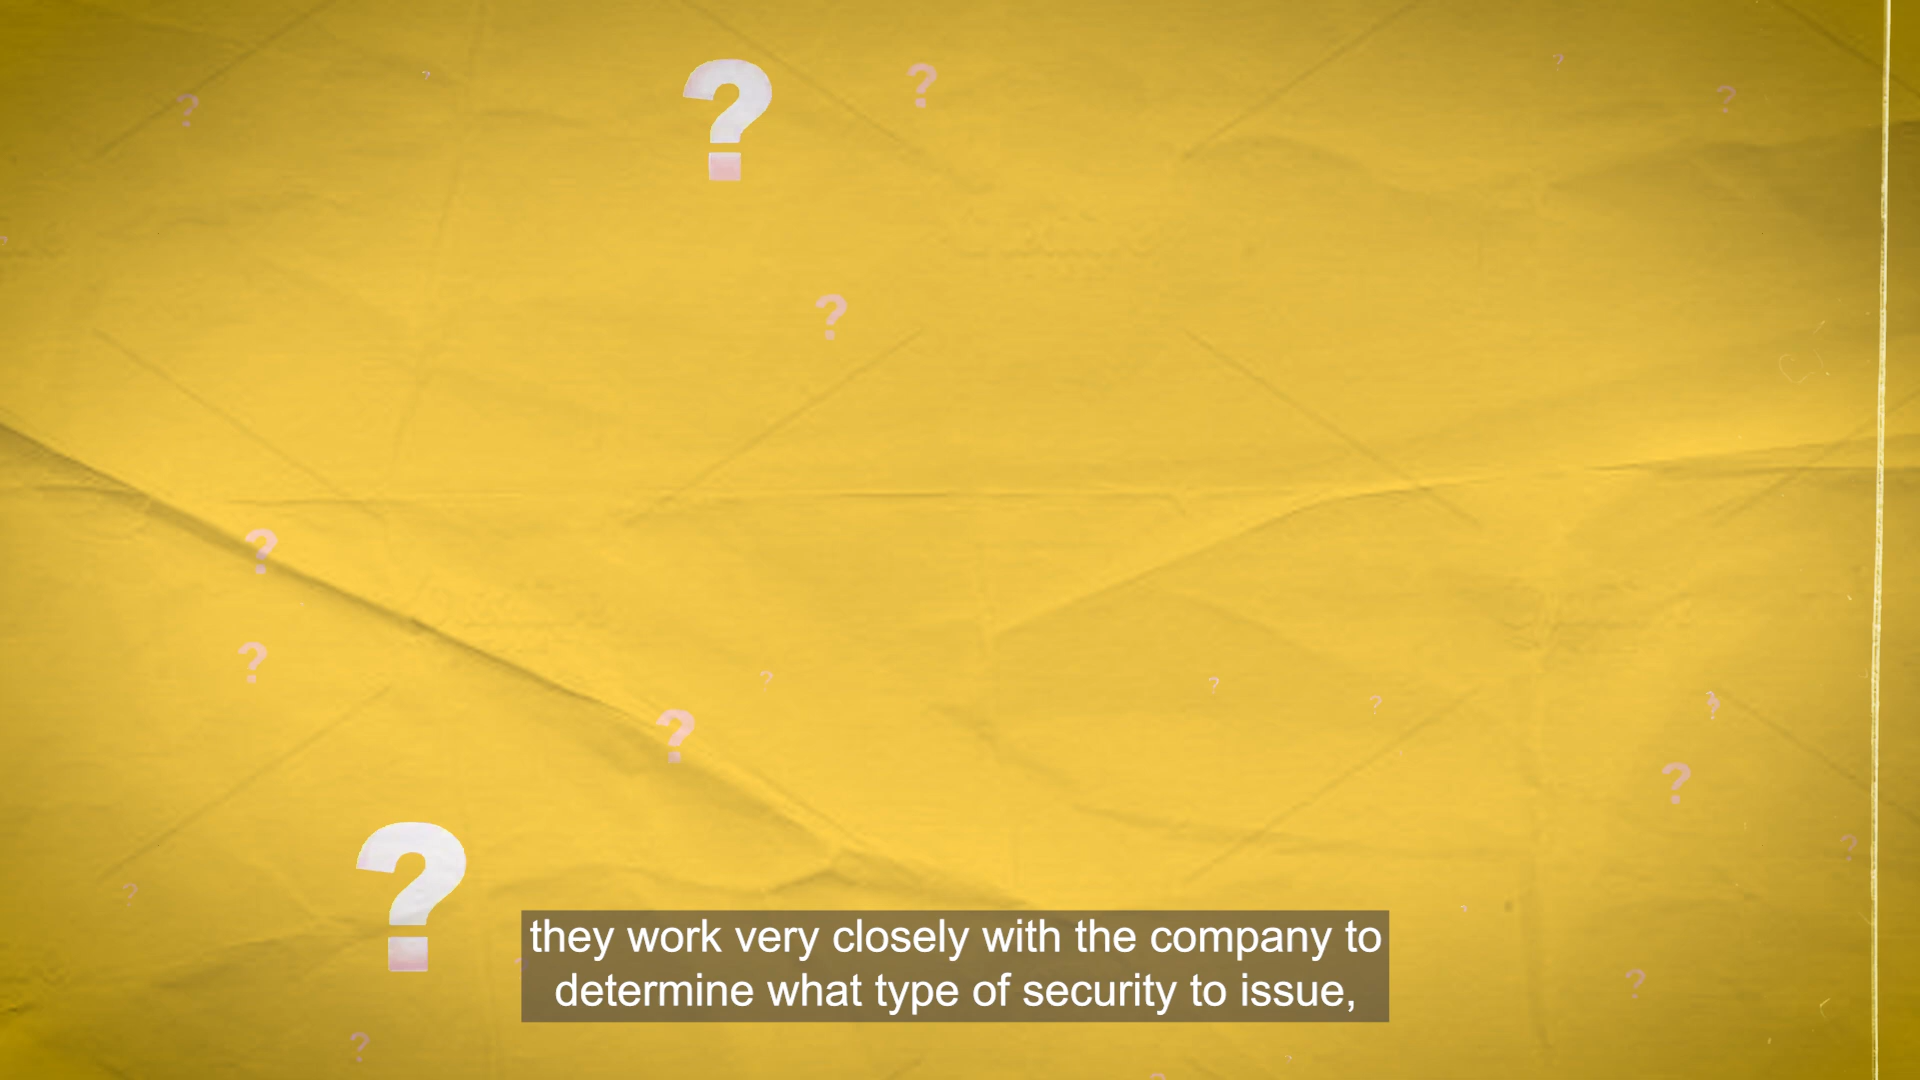 they work very closely with the company to
determine what type of security to issue,